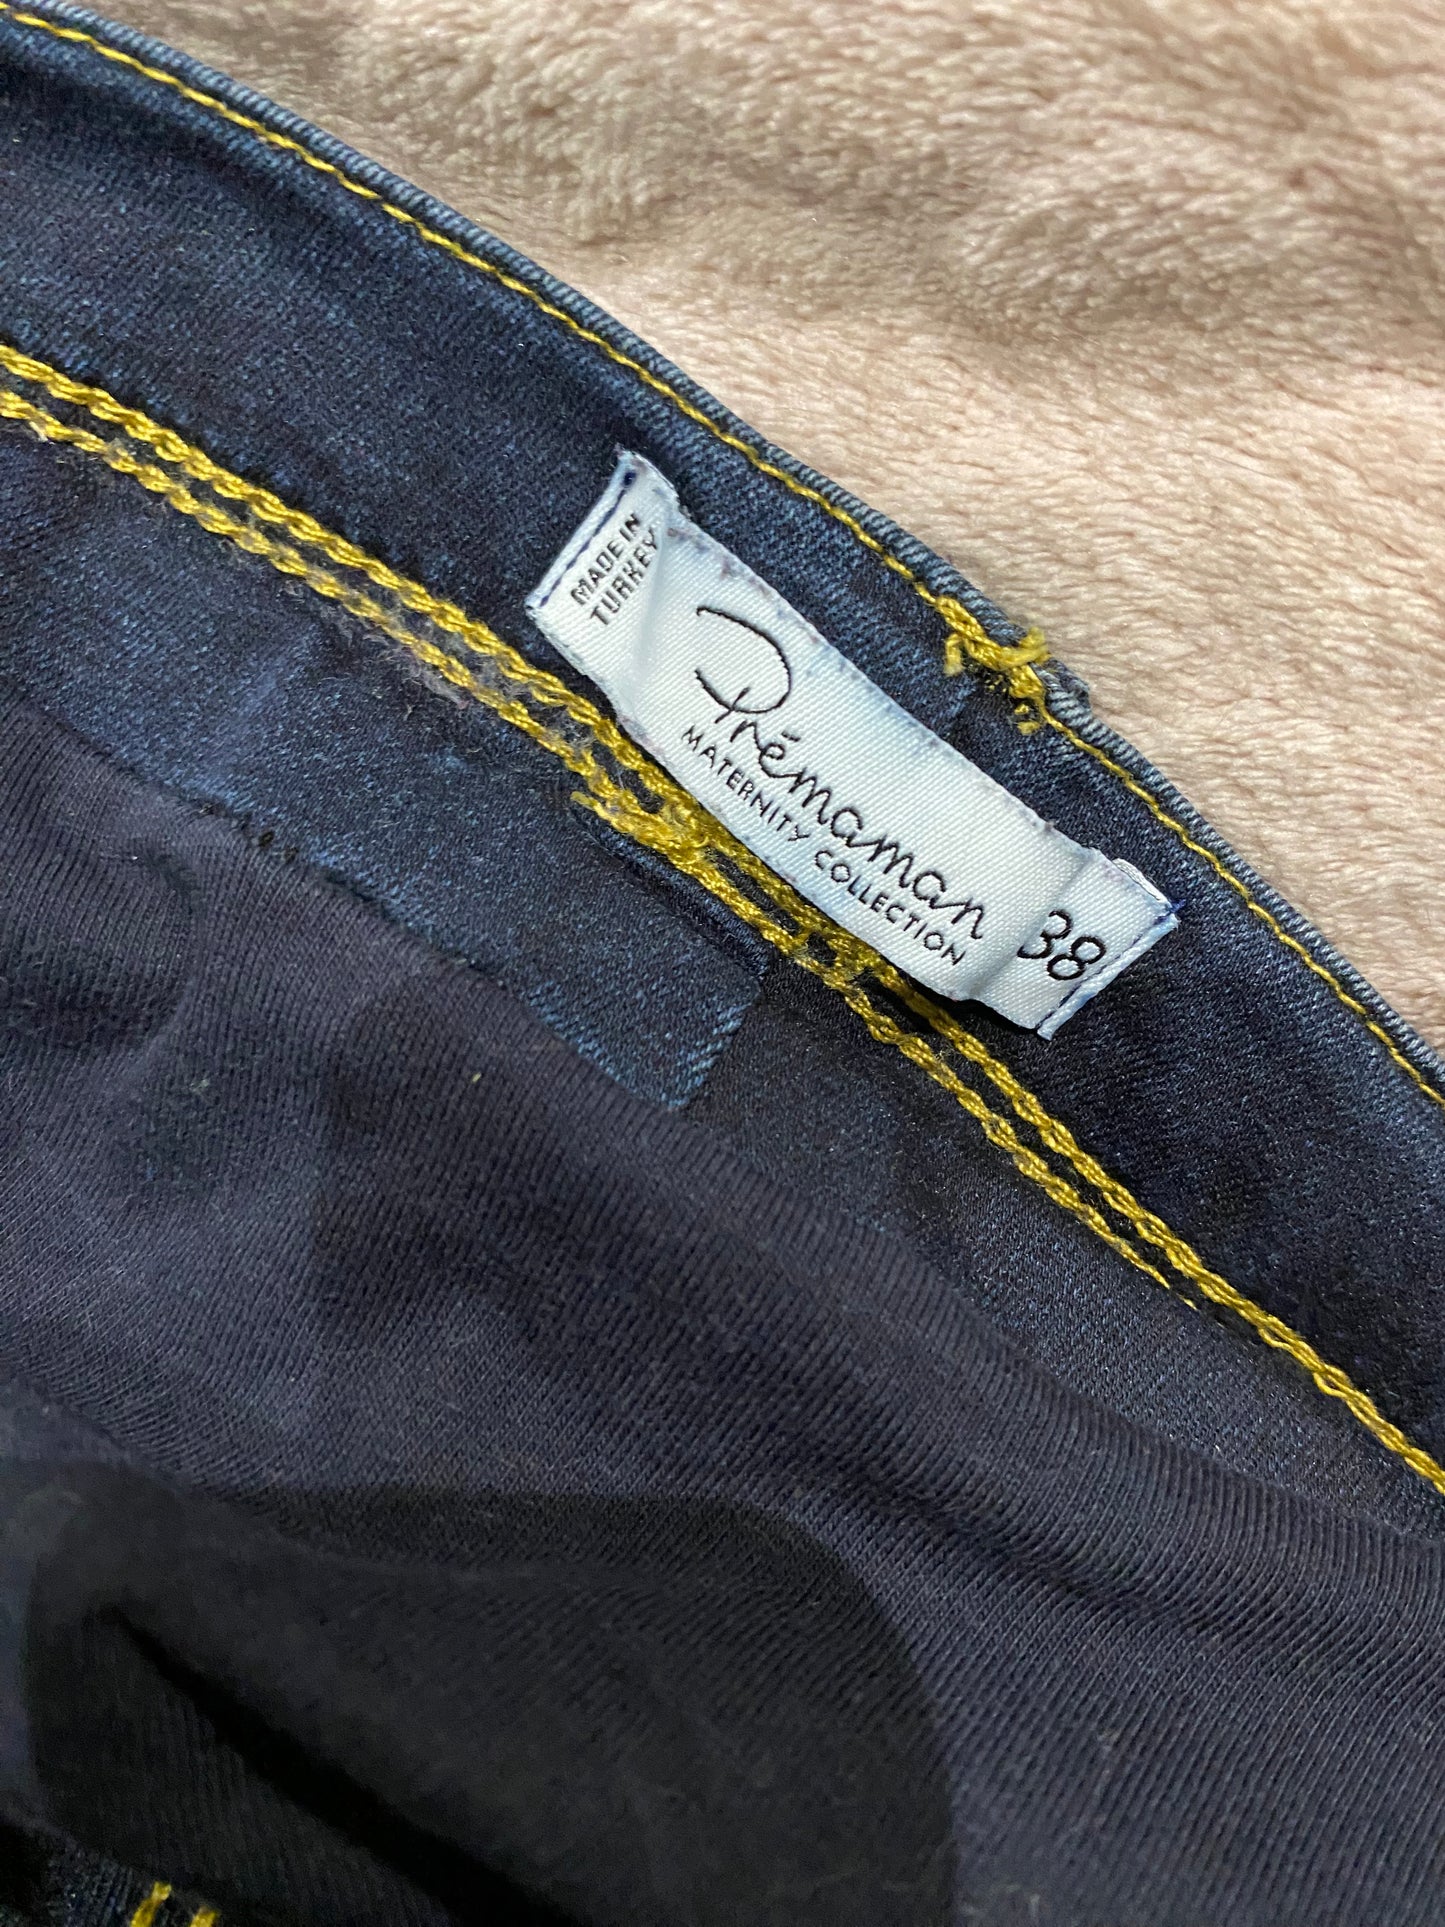 MADE IN
TURKEY
Prémaman
MATERNITY COLLECTION
38